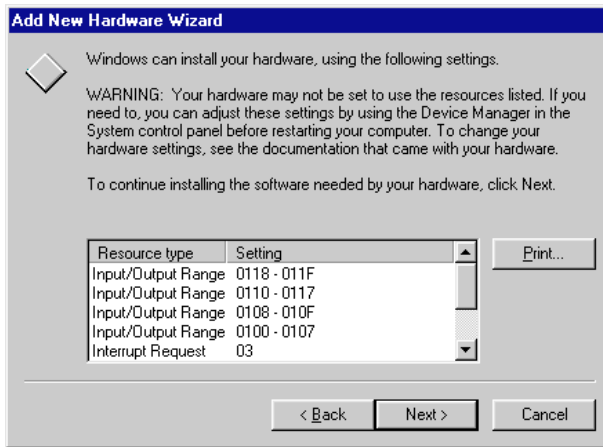 Add New Hardware Wizard
Windows can install your hardware, using the following settings.
WARNING: Your hardware may not be set to use the resources listed. If you
need to, you can adjust these settings by using the Device Manager in the
System control panel before restarting your computer. To change your
hardware settings, see the documentation that came with your hardware.
To continue installing the software needed by your hardware, click Next.
Resource type Setting
Input/Output Range 0118 - 011F
Input/Output Range 0110 - 0117
Input/Output Range 0108 - 010F
Input/Output Range 0100 - 0107
Interrupt Request 03
Print...
< Back Next > Cancel